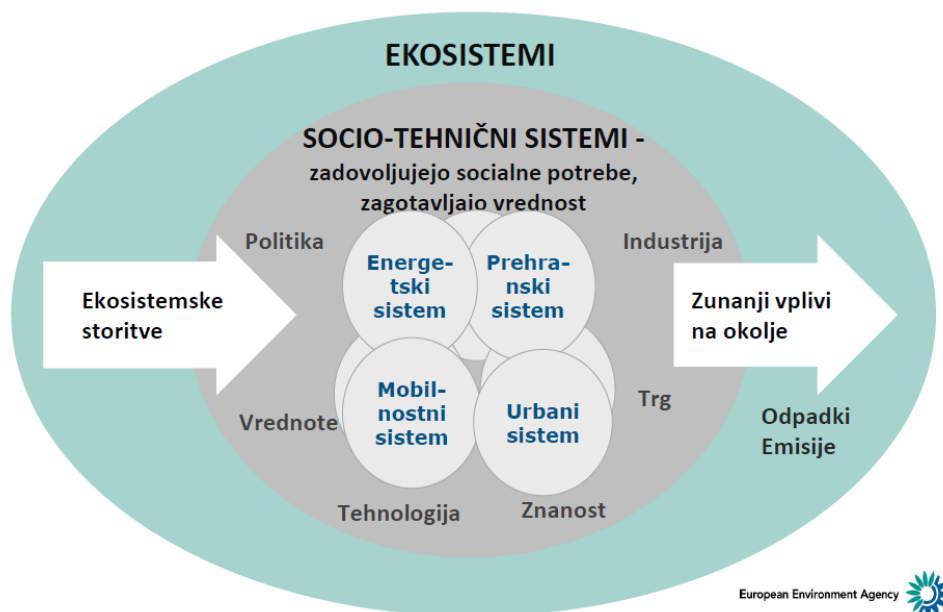 EKOSISTEMI
SOCIO-TEHNIČNI SISTEMI -
zadovoljujejo socialne potrebe,
zagotavljaio vrednost
Politika
Industrija
Energe-
tski
sistem
Prehra-
nski
sistem
Ekosistemske
storitve
Zunanji vplivi
na okolje
Mobil-
nostni
sistem
Urbani
sistem
Vrednote
Trg
Odpadki
Emisije
Tehnologija
Znanost
European Environment Agency